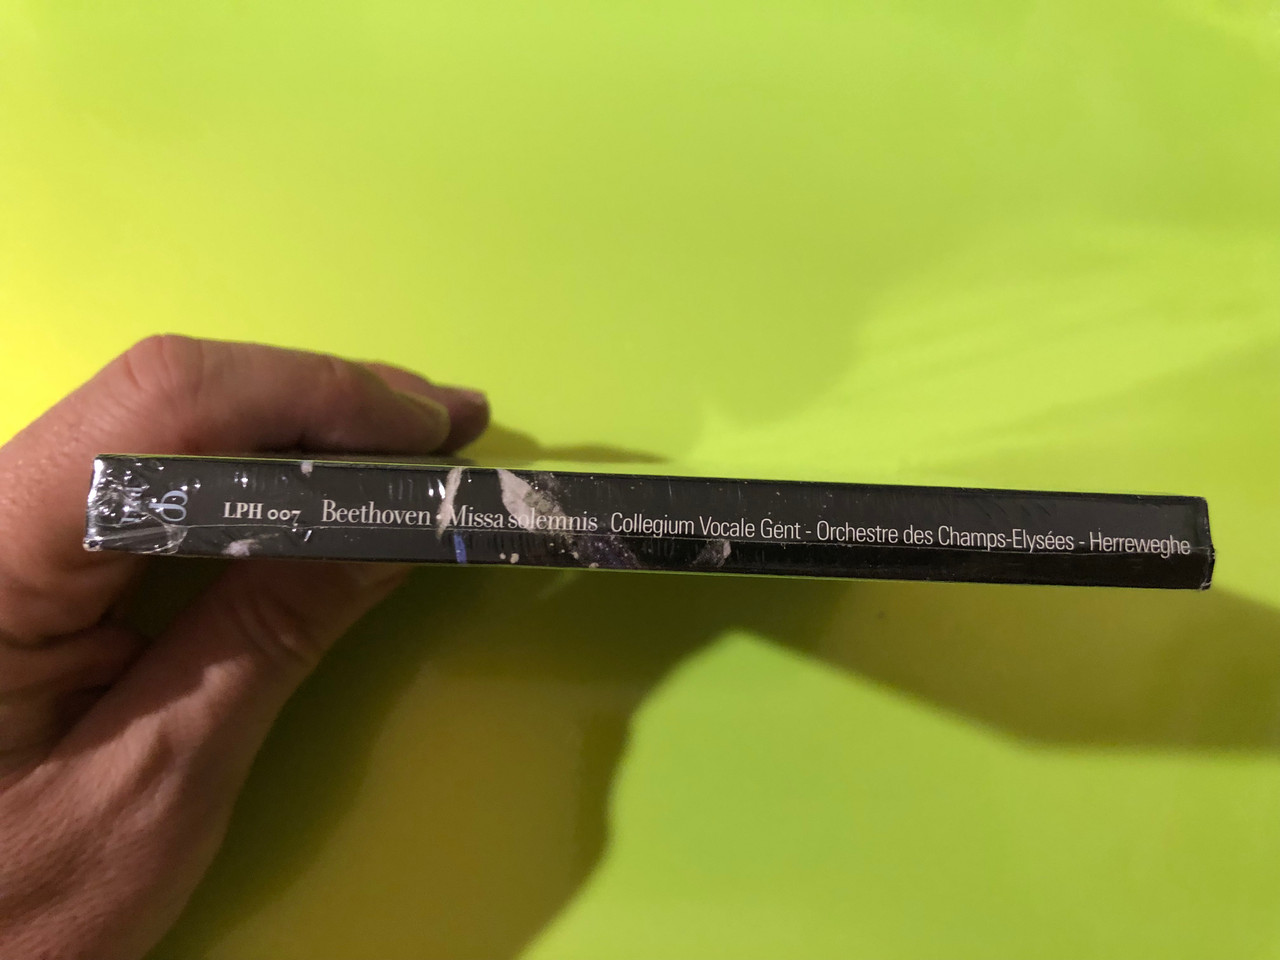 φ LPH 007 Beethoven · Missa solemnis Collegium Vocale Gent - Orchestre des Champs-Elysées - Herreweghe